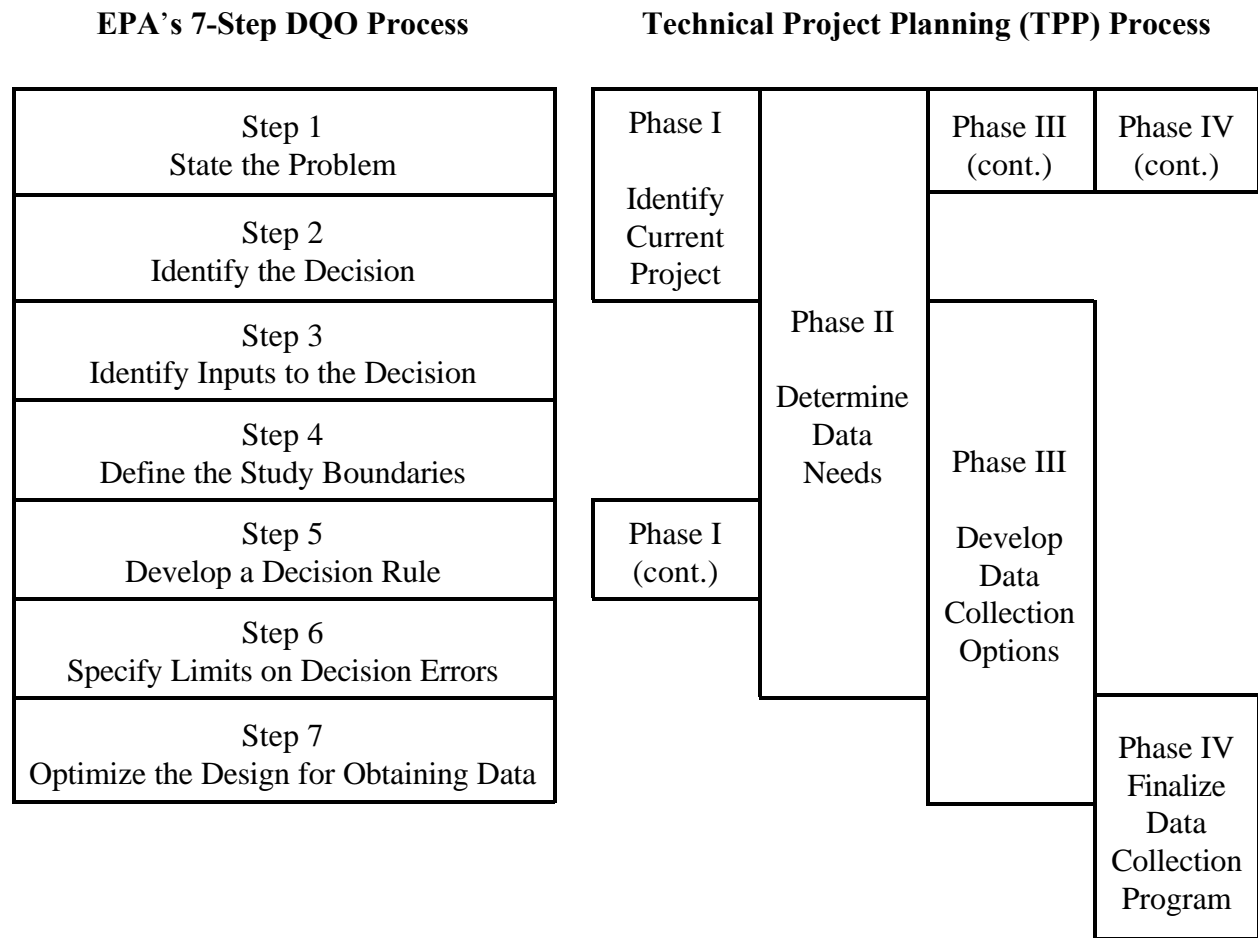 EPA's 7-Step DQO Process
Technical Project Planning (TPP) Process
Step 1
State the Problem
Step 2
Identify the Decision
Step 3
Identify Inputs to the Decision
Step 4
Define the Study Boundaries
Step 5
Develop a Decision Rule
Step 6
Specify Limits on Decision Errors
Step 7
Optimize the Design for Obtaining Data
Phase I
Identify
Current
Project
Phase I
(cont.)
Phase II
Determine
Data
Needs
Phase III
(cont.)
Phase III
Develop
Data
Collection
Options
Phase IV
(cont.)
Phase IV
Finalize
Data
Collection
Program